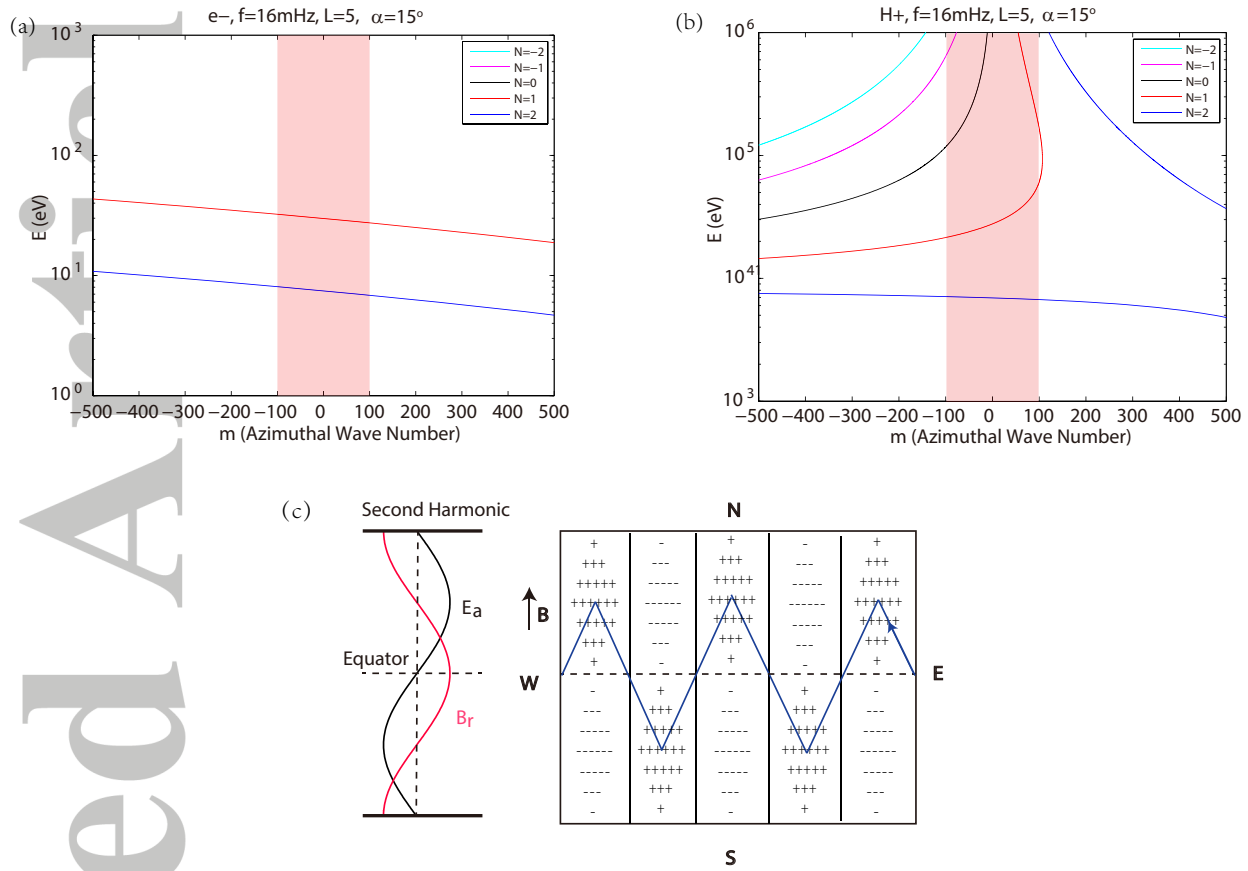 (a)
e−, f=16mHz, L=5, α=15°
N=−2
N=−1
N=0
N=1
N=2
10³
10²
10¹
10⁰
E (eV)
−500 −400 −300 −200 −100 0 100 200 300 400 500
m (Azimuthal Wave Number)
(b)
H+, f=16mHz, L=5, α=15°
N=−2
N=−1
N=0
N=1
N=2
10⁶
10⁵
10⁴
10³
E (eV)
−500 −400 −300 −200 −100 0 100 200 300 400 500
m (Azimuthal Wave Number)
(c)
Second Harmonic
Ea
Equator
Br
B
N
W
E
S
+ - + - +
+++ --- +++ --- +++
+++++ ----- +++++ ----- +++++
++++++ ------ ++++++ ------ ++++++
+++++ ----- +++++ ----- +++++
+++ --- +++ --- +++
+ - + - +
- + - + -
--- +++ --- +++ ---
----- +++++ ----- +++++ -----
------ ++++++ ------ ++++++ ------
----- +++++ ----- +++++ -----
--- +++ --- +++ ---
- + - + -
ed A